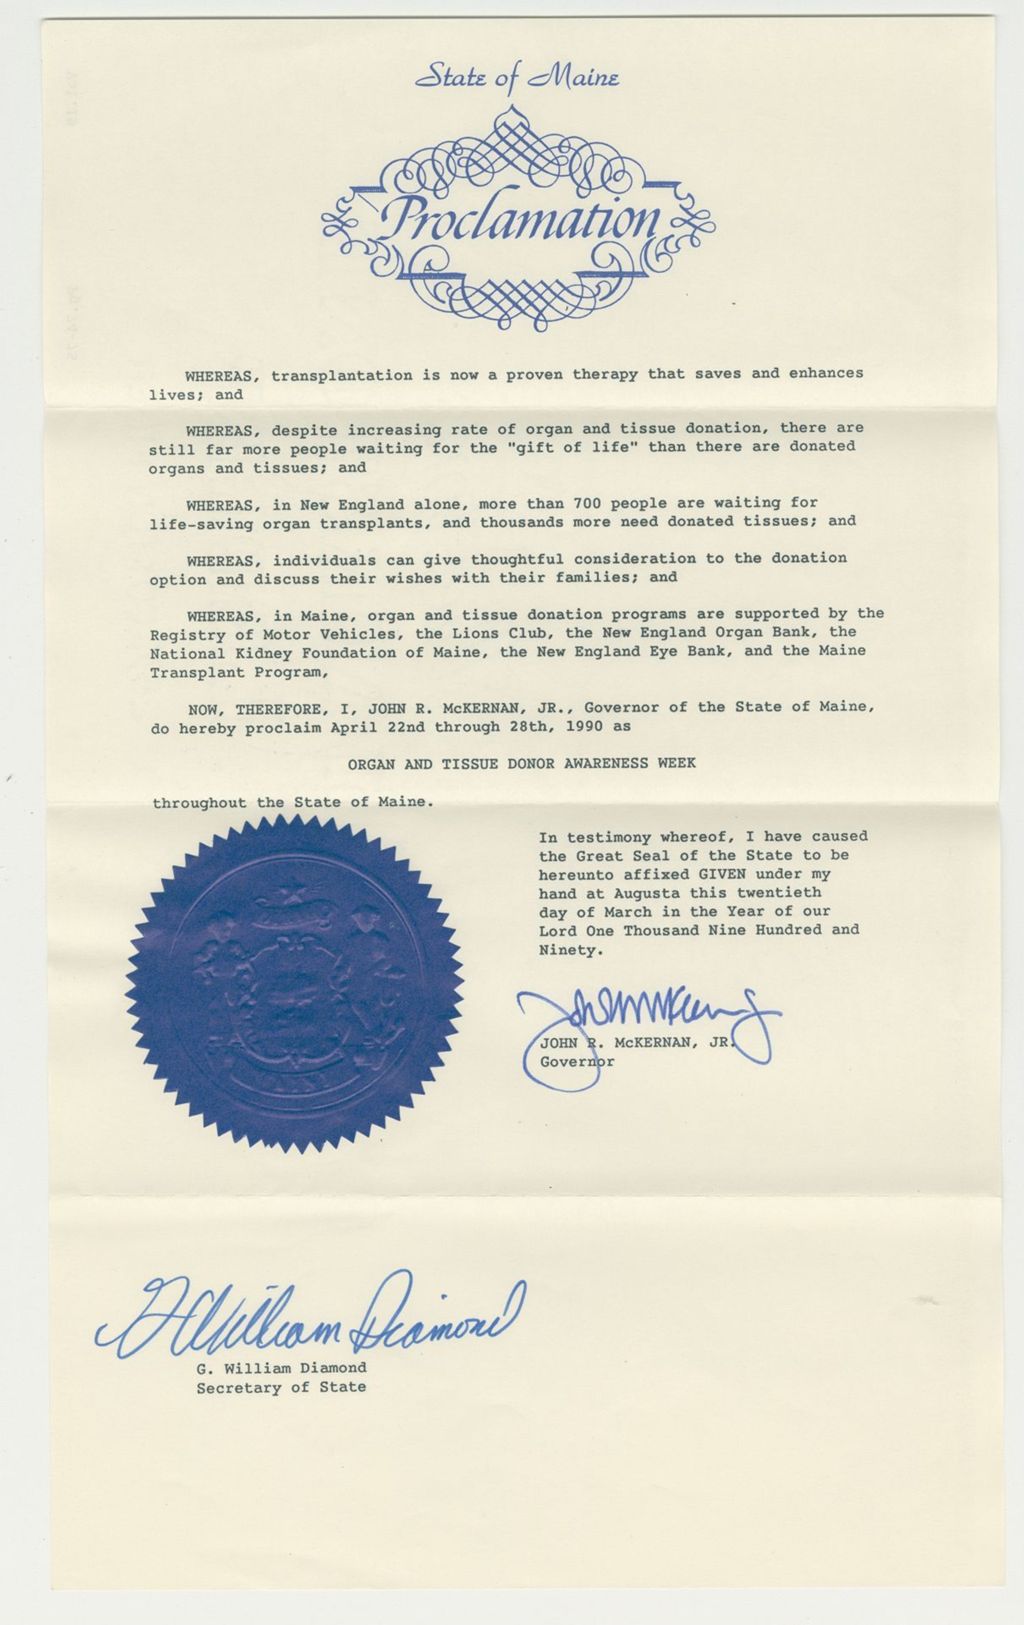 State of Maine
Proclamation
WHEREAS, transplantation is now a proven therapy that saves and enhances
lives; and
WHEREAS, despite increasing rate of organ and tissue donation, there are
still far more people waiting for the "gift of life" than there are donated
organs and tissues; and
WHEREAS, in New England alone, more than 700 people are waiting for
life-saving organ transplants, and thousands more need donated tissues; and
WHEREAS, individuals can give thoughtful consideration to the donation
option and discuss their wishes with their families; and
WHEREAS, in Maine, organ and tissue donation programs are supported by the
Registry of Motor Vehicles, the Lions Club, the New England Organ Bank, the
National Kidney Foundation of Maine, the New England Eye Bank, and the Maine
Transplant Program,
NOW, THEREFORE, I, JOHN R. McKERNAN, JR., Governor of the State of Maine,
do hereby proclaim April 22nd through 28th, 1990 as
ORGAN AND TISSUE DONOR AWARENESS WEEK
throughout the State of Maine.
In testimony whereof, I have caused
the Great Seal of the State to be
hereunto affixed GIVEN under my
hand at Augusta this twentieth
day of March in the Year of our
Lord One Thousand Nine Hundred and
Ninety.
JOHN R. McKERNAN, JR.
Governor
G William Diamond
G. William Diamond
Secretary of State